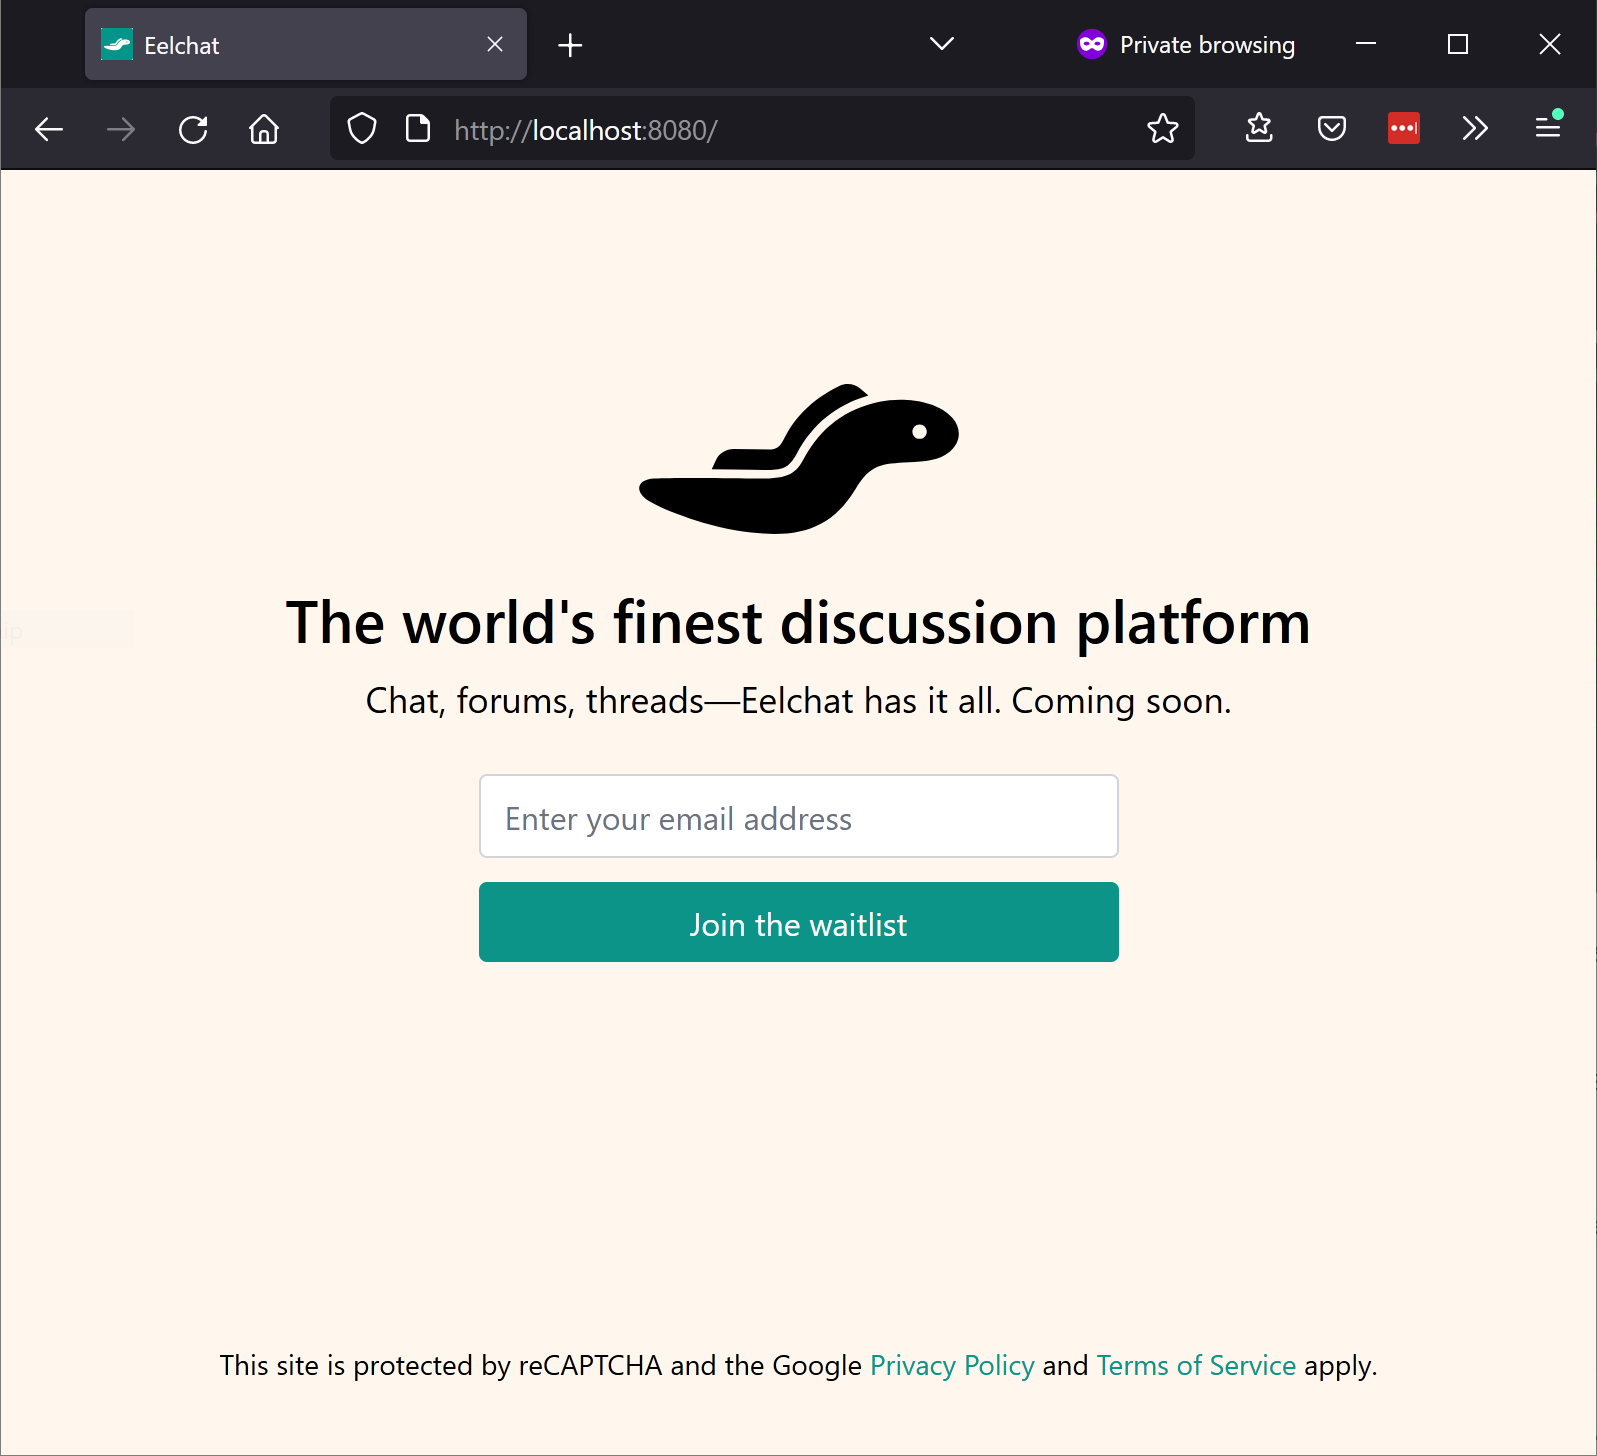 Eelchat
Private browsing
http://localhost:8080/
The world's finest discussion platform
Chat, forums, threads—Eelchat has it all. Coming soon.
Enter your email address
Join the waitlist
This site is protected by reCAPTCHA and the Google Privacy Policy and Terms of Service apply.